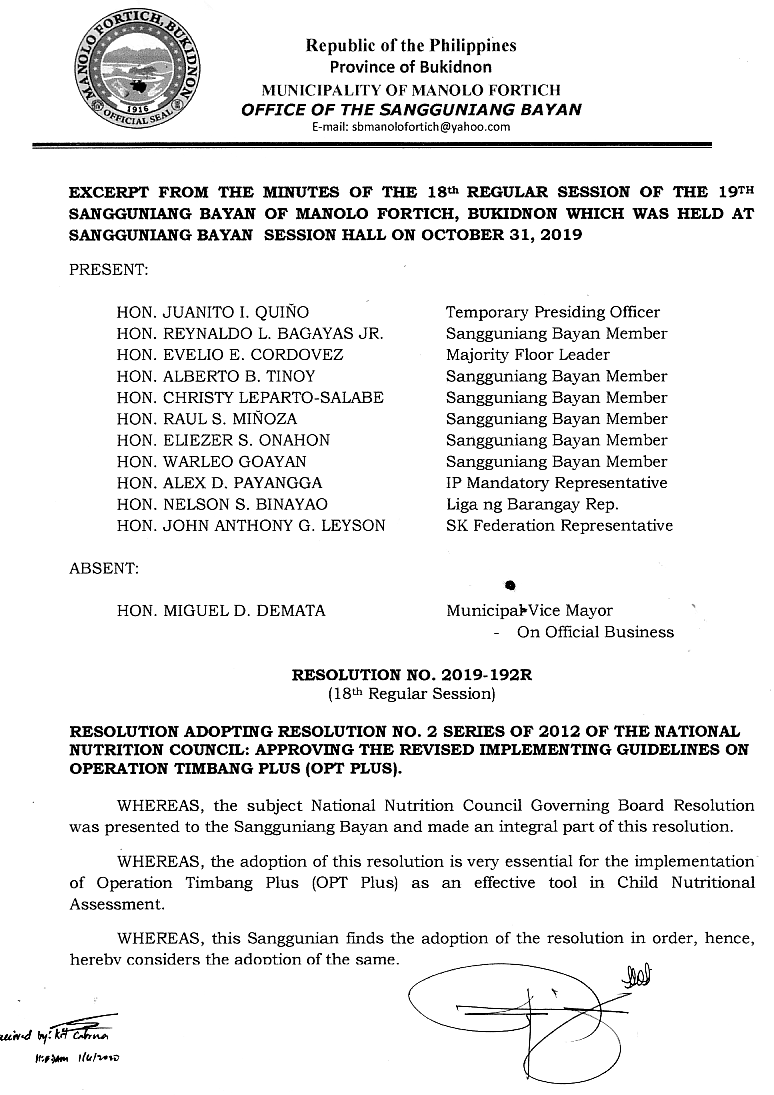 MANOLO FORTICH, BUKIDNON
1916
OFFICIAL SEAL
Republic of the Philippines
Province of Bukidnon
MUNICIPALITY OF MANOLO FORTICH
OFFICE OF THE SANGGUNIANG BAYAN
E-mail: sbmanolofortich@yahoo.com
EXCERPT FROM THE MINUTES OF THE 18th REGULAR SESSION OF THE 19TH
SANGGUNIANG BAYAN OF MANOLO FORTICH, BUKIDNON WHICH WAS HELD AT
SANGGUNIANG BAYAN SESSION HALL ON OCTOBER 31, 2019
PRESENT:
HON. JUANITO I. QUIÑO Temporary Presiding Officer
HON. REYNALDO L. BAGAYAS JR. Sangguniang Bayan Member
HON. EVELIO E. CORDOVEZ Majority Floor Leader
HON. ALBERTO B. TINOY Sangguniang Bayan Member
HON. CHRISTY LEPARTO-SALABE Sangguniang Bayan Member
HON. RAUL S. MIÑOZA Sangguniang Bayan Member
HON. ELIEZER S. ONAHON Sangguniang Bayan Member
HON. WARLEO GOAYAN Sangguniang Bayan Member
HON. ALEX D. PAYANGGA IP Mandatory Representative
HON. NELSON S. BINAYAO Liga ng Barangay Rep.
HON. JOHN ANTHONY G. LEYSON SK Federation Representative
ABSENT:
HON. MIGUEL D. DEMATA Municipal Vice Mayor
- On Official Business
RESOLUTION NO. 2019-192R
(18th Regular Session)
RESOLUTION ADOPTING RESOLUTION NO. 2 SERIES OF 2012 OF THE NATIONAL
NUTRITION COUNCIL: APPROVING THE REVISED IMPLEMENTING GUIDELINES ON
OPERATION TIMBANG PLUS (OPT PLUS).
WHEREAS, the subject National Nutrition Council Governing Board Resolution
was presented to the Sangguniang Bayan and made an integral part of this resolution.
WHEREAS, the adoption of this resolution is very essential for the implementation
of Operation Timbang Plus (OPT Plus) as an effective tool in Child Nutritional
Assessment.
WHEREAS, this Sanggunian finds the adoption of the resolution in order, hence,
hereby considers the adoption of the same.
by:
1/6/2020